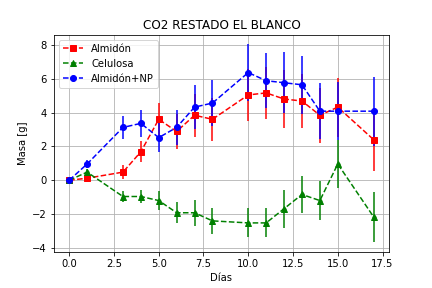 CO2 RESTADO EL BLANCO
Almidón
Celulosa
Almidón+NP
Masa [g]
8
6
4
2
0
−2
−4
0.0 2.5 5.0 7.5 10.0 12.5 15.0 17.5
Días